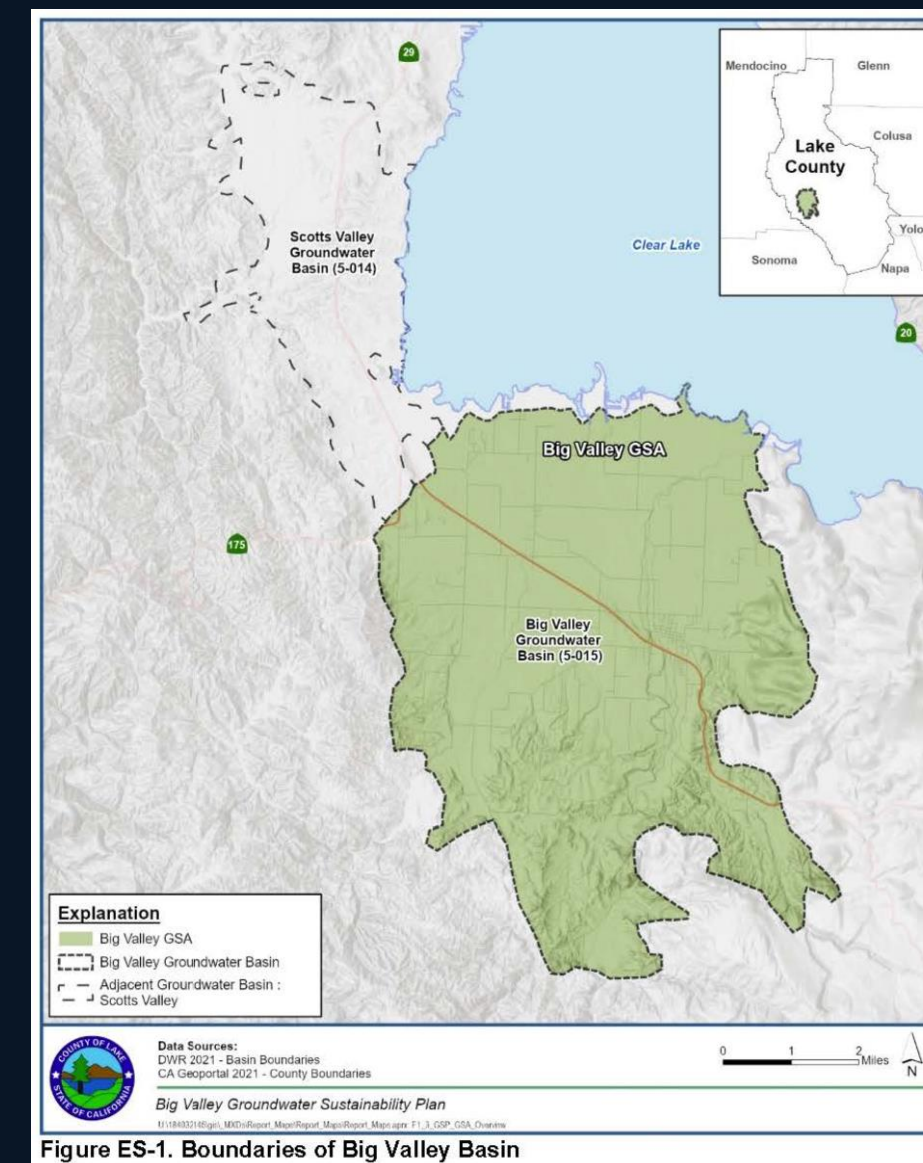 29
Mendocino
Glenn
Colusa
Lake
County
Yolo
Sonoma
Napa
Scotts Valley
Groundwater
Basin (5-014)
Clear Lake
20
Big Valley GSA
175
Big Valley
Groundwater
Basin (5-015)
Explanation
Big Valley GSA
Big Valley Groundwater Basin
Adjacent Groundwater Basin :
Scotts Valley
COUNTY OF LAKE
STATE OF CALIFORNIA
Data Sources:
DWR 2021 - Basin Boundaries
CA Geoportal 2021 - County Boundaries
0 1 2 Miles
N
Big Valley Groundwater Sustainability Plan
Figure ES-1. Boundaries of Big Valley Basin